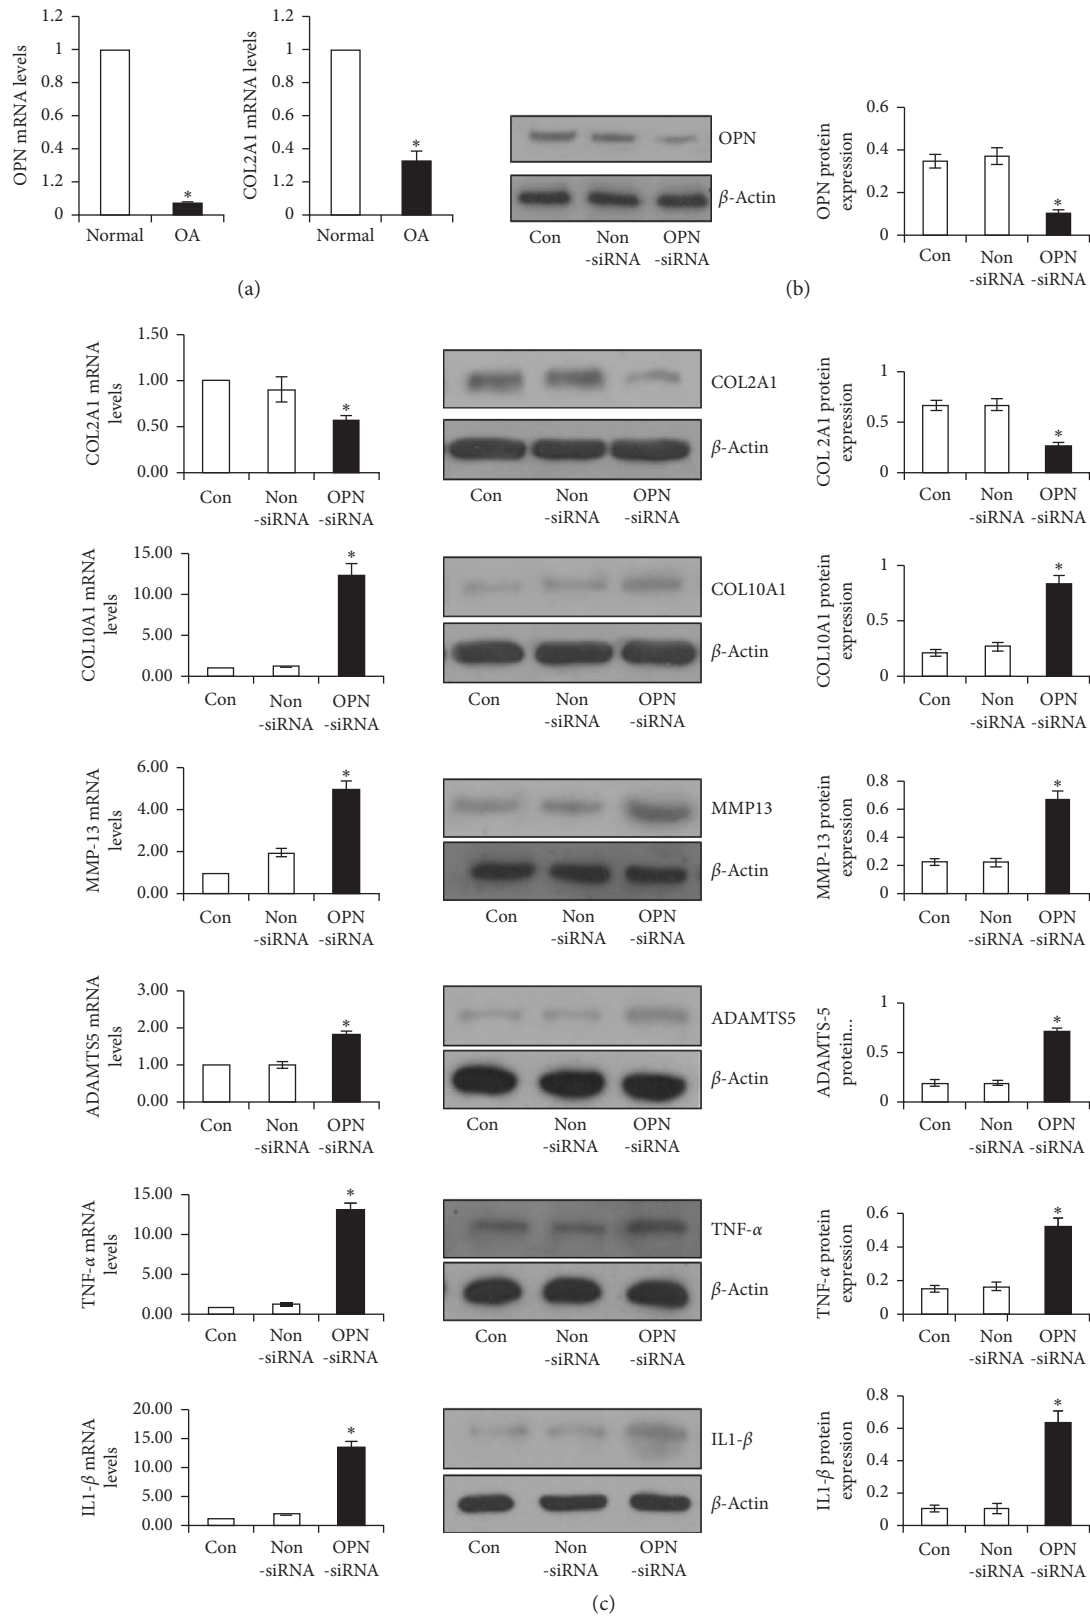 OPN mRNA levels
1.2
1
0.8
0.6
0.4
1.2
0
*
Normal
OA
COL2A1 mRNA levels
1.2
1
0.8
0.6
0.4
1.2
0
*
Normal
OA
(a)
OPN
β-Actin
Con
Non
-siRNA
OPN
-siRNA
OPN protein
expression
0.6
0.4
0.2
0
*
Con
Non
-siRNA
OPN
-siRNA
(b)
COL2A1 mRNA
levels
1.50
1.00
0.50
0.00
*
Con
Non
-siRNA
OPN
-siRNA
COL2A1
β-Actin
Con
Non
-siRNA
OPN
-siRNA
COL 2A1 protein
expression
1
0.5
0
*
Con
Non
-siRNA
OPN
-siRNA
COL10A1 mRNA
levels
15.00
10.00
5.00
0.00
*
Con
Non
-siRNA
OPN
-siRNA
COL10A1
β-Actin
Con
Non
-siRNA
OPN
-siRNA
COL10A1 protein
expression
1
0.5
0
*
Con
Non
-siRNA
OPN
-siRNA
MMP-13 mRNA
levels
6.00
4.00
2.00
0.00
*
Con
Non
-siRNA
OPN
-siRNA
MMP13
β-Actin
Con
Non
-siRNA
OPN
-siRNA
MMP-13 protein
expression
0.8
0.6
0.4
0.2
0
*
Con
Non
-siRNA
OPN
-siRNA
ADAMTS5 mRNA
levels
3.00
2.00
1.00
0.00
*
Con
Non
-siRNA
OPN
-siRNA
ADAMTS5
β-Actin
Con
Non
-siRNA
OPN
-siRNA
ADAMTS-5
protein...
1
0.5
0
*
Con
Non
-siRNA
OPN
-siRNA
TNF-α mRNA
levels
15.00
10.00
5.00
0.00
*
Con
Non
-siRNA
OPN
-siRNA
TNF-α
β-Actin
Con
Non
-siRNA
OPN
-siRNA
TNF-α protein
expression
0.6
0.4
0.2
0
*
Con
Non
-siRNA
OPN
-siRNA
IL1-β mRNA
levels
20.00
15.00
10.00
5.00
0.00
*
Con
Non
-siRNA
OPN
-siRNA
IL1-β
β-Actin
Con
Non
-siRNA
OPN
-siRNA
IL1-β protein
expression
0.8
0.6
0.4
0.2
0
*
Con
Non
-siRNA
OPN
-siRNA
(c)